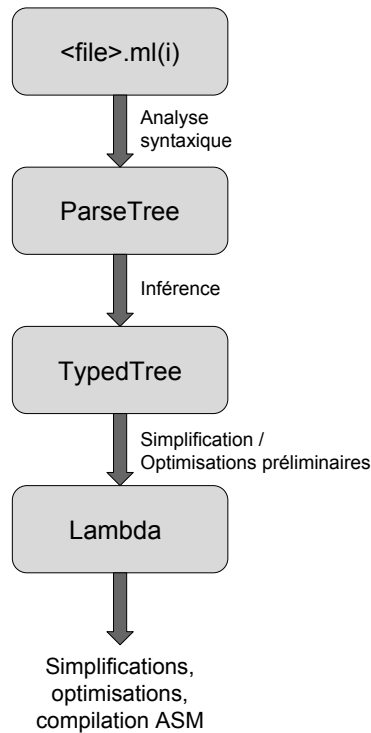 <file>.ml(i)
Analyse
syntaxique
ParseTree
Inférence
TypedTree
Simplification /
Optimisations préliminaires
Lambda
Simplifications,
optimisations,
compilation ASM